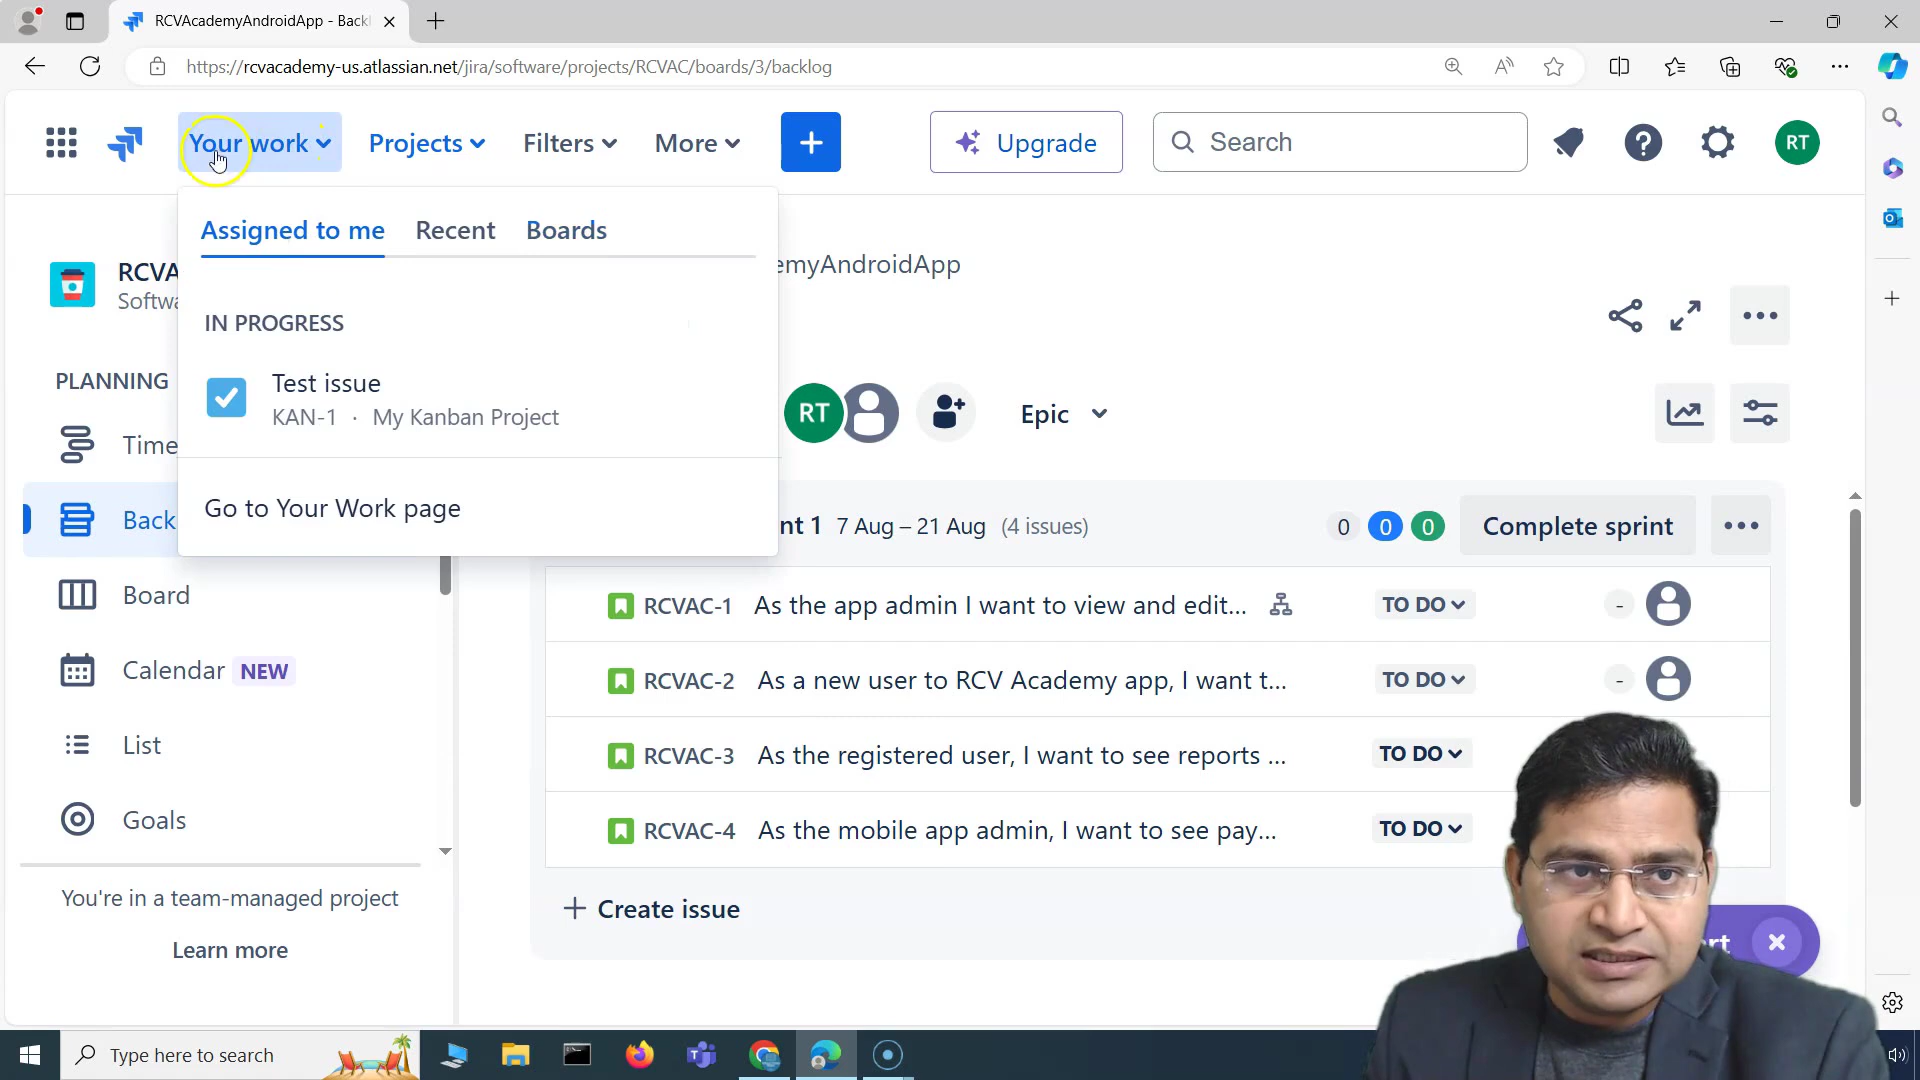 RCVAcademyAndroidApp - Back
https://rcvacademy-us.atlassian.net/jira/software/projects/RCVAC/boards/3/backlog
Your work
Projects
Filters
More
Upgrade
Search
RT
Assigned to me
Recent
Boards
IN PROGRESS
Test issue
KAN-1 · My Kanban Project
Go to Your Work page
RCVA
Softwa
emyAndroidApp
PLANNING
Time
Back
Board
Calendar NEW
List
Goals
You're in a team-managed project
Learn more
RT
Epic
nt 1 7 Aug – 21 Aug (4 issues)
0 0 0
Complete sprint
RCVAC-1 As the app admin I want to view and edit... TO DO -
RCVAC-2 As a new user to RCV Academy app, I want t... TO DO -
RCVAC-3 As the registered user, I want to see reports ... TO DO
RCVAC-4 As the mobile app admin, I want to see pay... TO DO
+ Create issue
rt
Type here to search